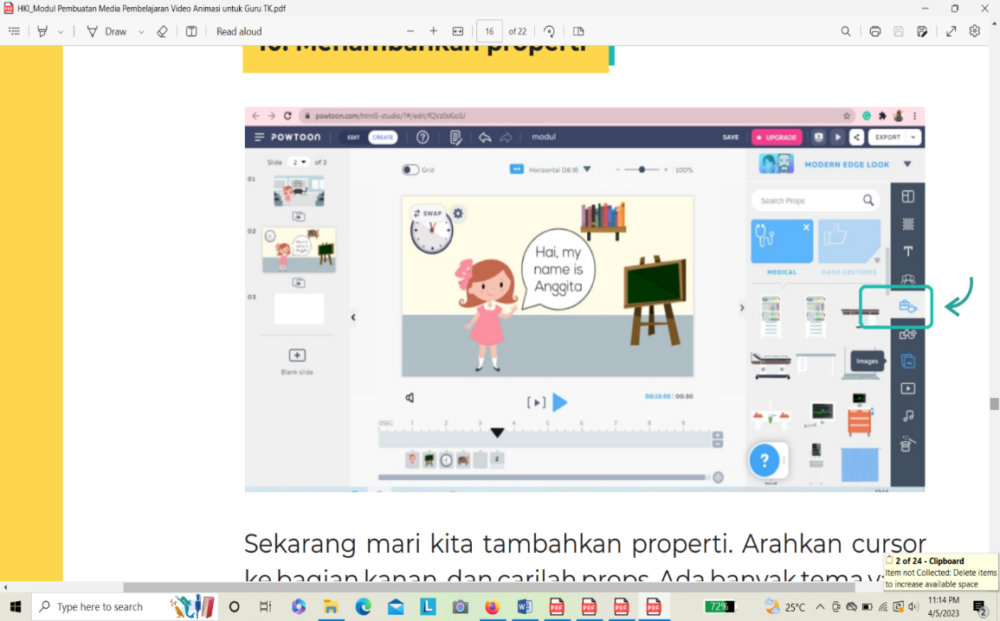 HKI_Modul Pembuatan Media Pembelajaran Video Animasi untuk Guru TK.pdf
Draw
Read aloud
16 of 22
10. Menambahkan properti
powtoon.com/html5-studio/?#/edit/fQVz0sKioSJ
POWTOON
EDIT
CREATE
modul
SAVE
UPGRADE
EXPORT
Slide 2 of 3
Grid
Horizontal (16:9)
100%
MODERN EDGE LOOK
01
SWAP
Search Props
02
Hai, my
name is
Anggita
MEDICAL
HAND GESTURES
03
Images
Blank slide
00:13:50 00:30
0SEC 1 2 3 4 5 6 7 8 9
2
?
Sekarang mari kita tambahkan properti. Arahkan cursor
ke bagian kanan, dan carilah props. Ada banyak tema
2 of 24 - Clipboard
Item not Collected: Delete items
to increase available space
Type here to search
72%
25°C
11:14 PM
4/5/2023
2